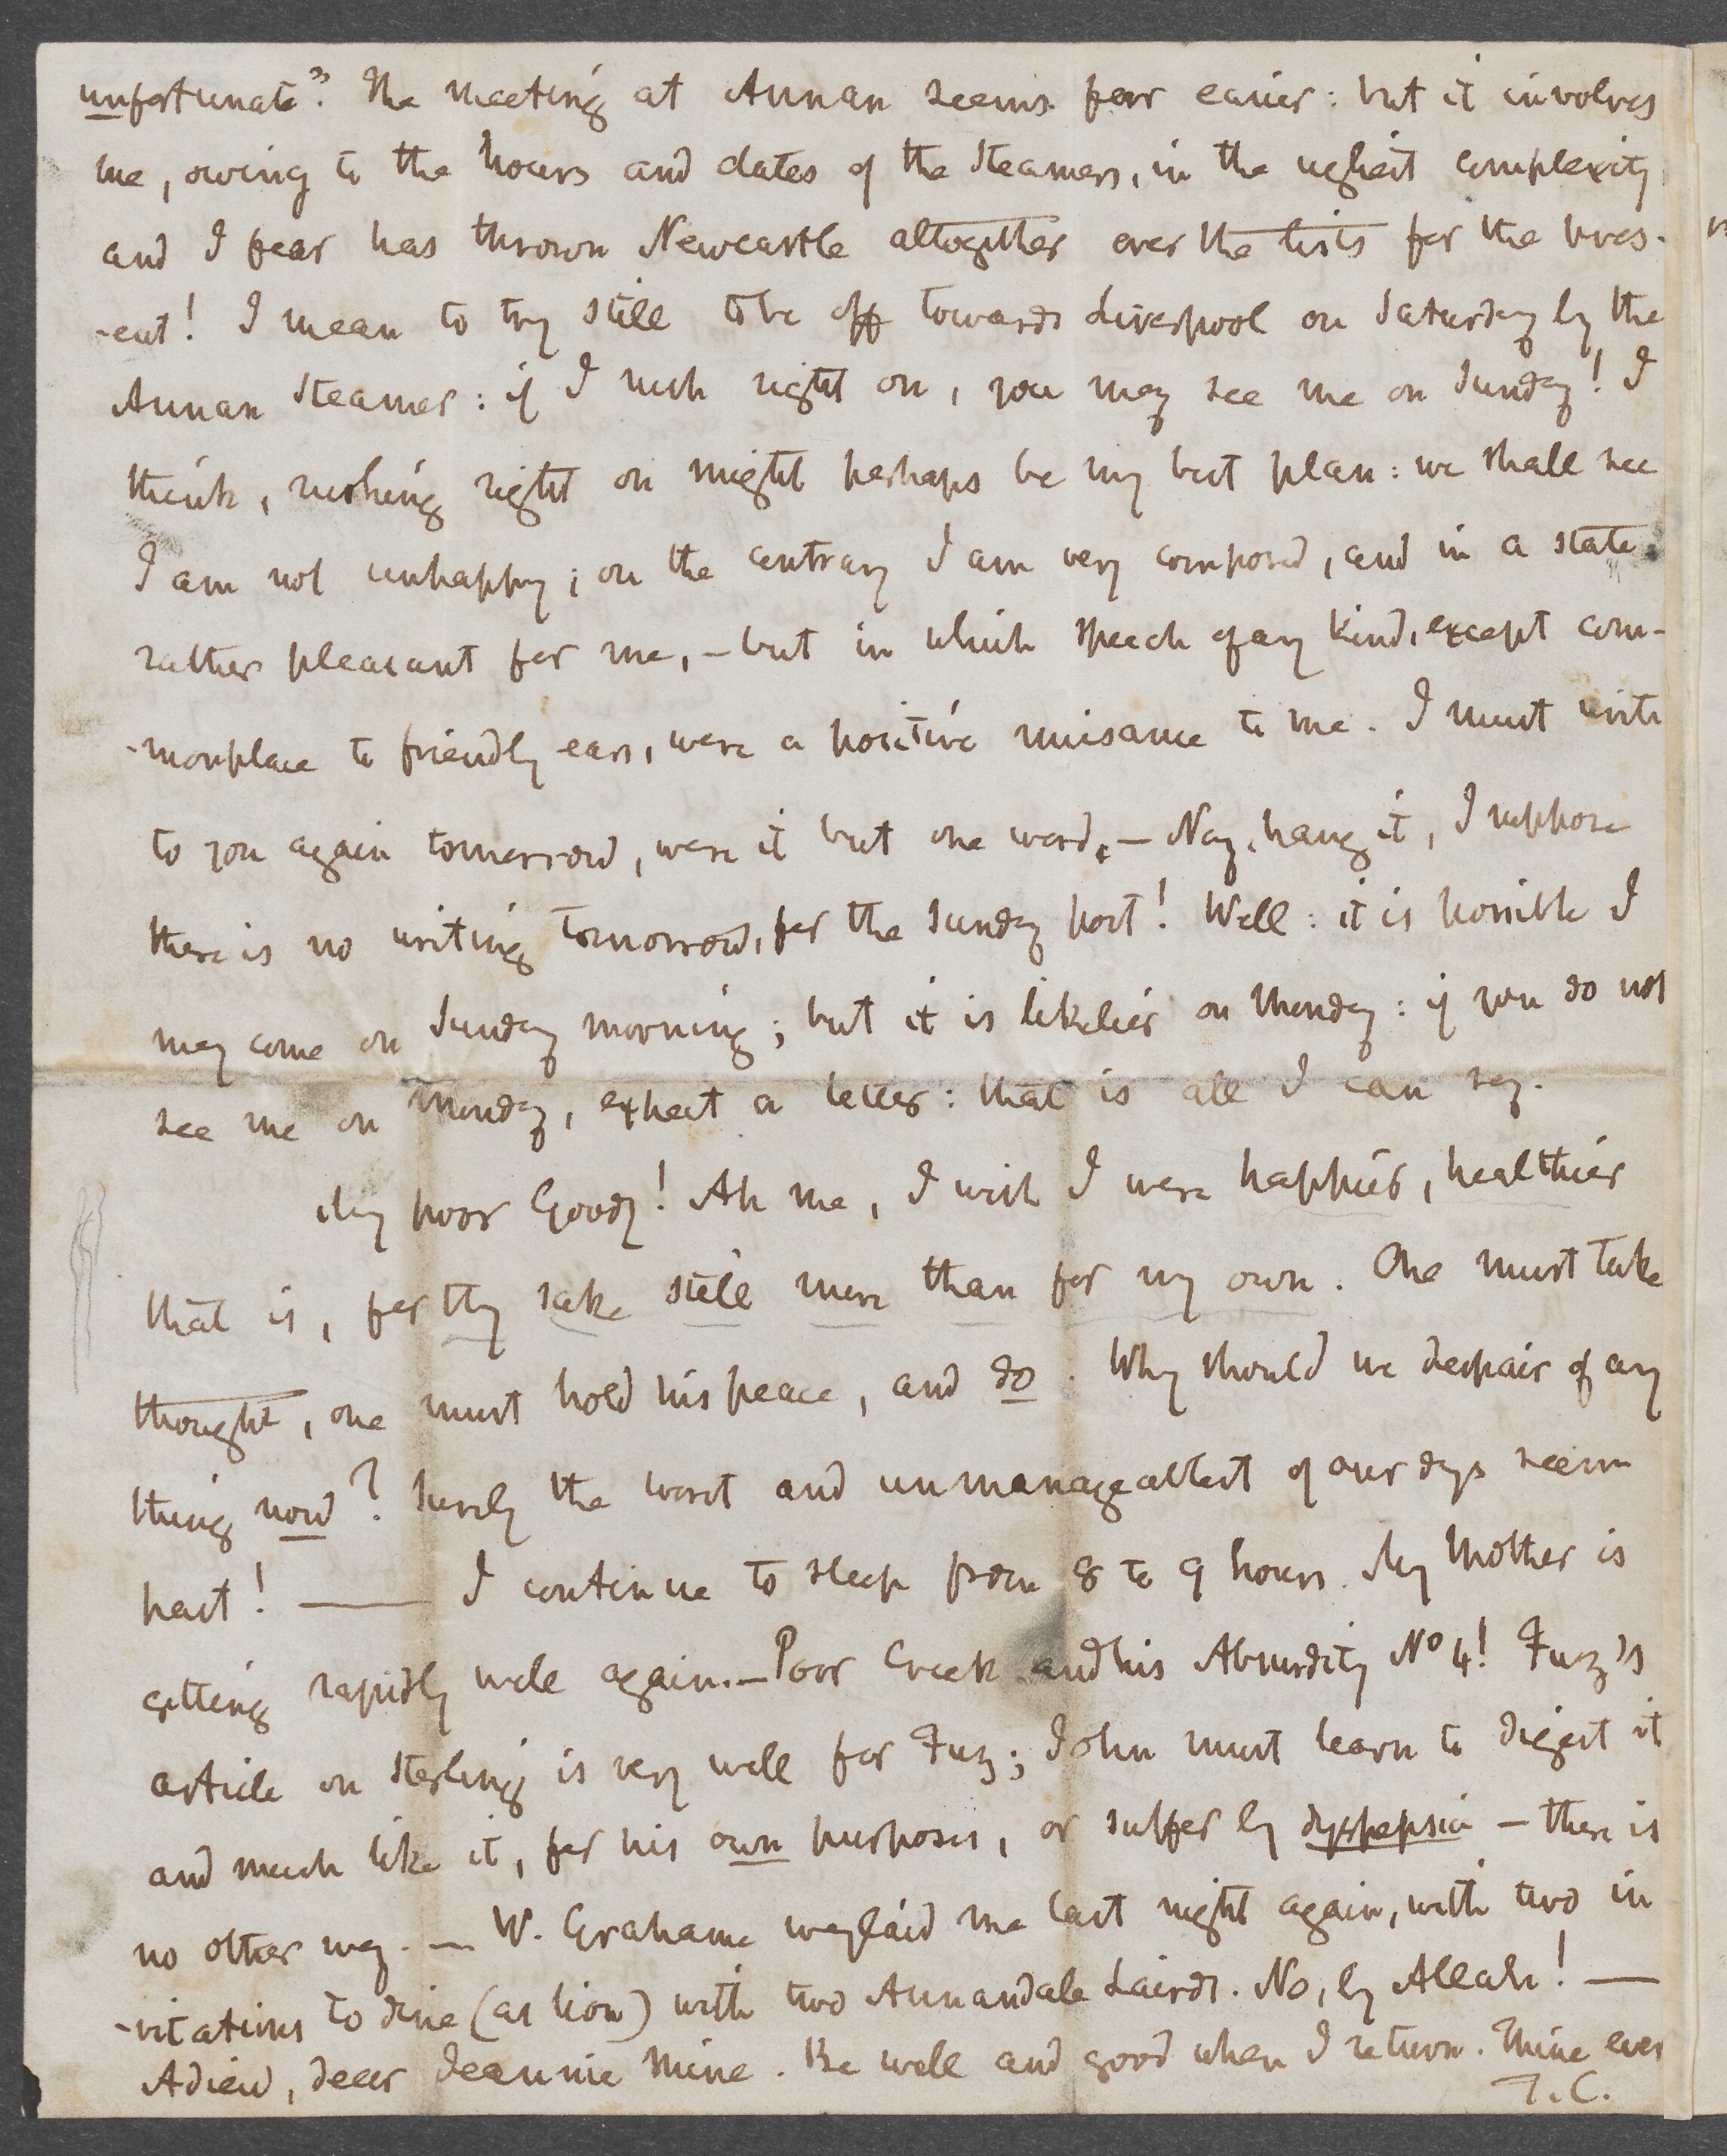 unfortunate"? The meeting at Annan seems far easier: but it involves
me, owing to the hours and dates of the steamers, in the ugliest complexity
and I fear has thrown Newcastle altogether over the lists for the pres-
-ent! I mean to try still to be off towards Liverpool on Saturday by the
Annan Steamer: if I rush right on, you may see me on Sunday! I
think, rushing right on might perhaps be my best plan: we shall see
I am not unhappy; on the contrary I am very composed, and in a state
rather pleasant for me,—but in which speech of any kind, except com-
-monplace to friendly ears, were a positive nuisance to me. I must write
to you again tomorrow, were it but one word.—Nay, hang it, I suppose
there is no writing tomorrow, for the Sunday post! Well: it is possible I
may come on Sunday morning; but it is likelier on Monday: if you do not
see me on Monday, expect a letter: that is all I can say.
My poor Goody! Ah me, I wish I were happier, healthier
that is, for thy sake still more than for my own. One must take
thought, one must hold his peace, and do. Why should we despair of any
thing now? Surely the worst and unmanageablest of our days seem
past! — I continue to sleep from 8 to 9 hours. My Mother is
getting rapidly well again.—Poor Creek and his Absurdity No 4! Fuz's
article on Sterling is very well for Fuz; John must learn to digest it
and much like it, for his own purposes, or suffer by dyspepsia—there is
no other way.— W. Grahame waylaid me last night again, with two in
-vitations to dine (as lion) with two Annandale Lairds. No, by Allah! —
Adieu, dear Jeannie mine. Be well and good when I return. Thine ever
T.C.